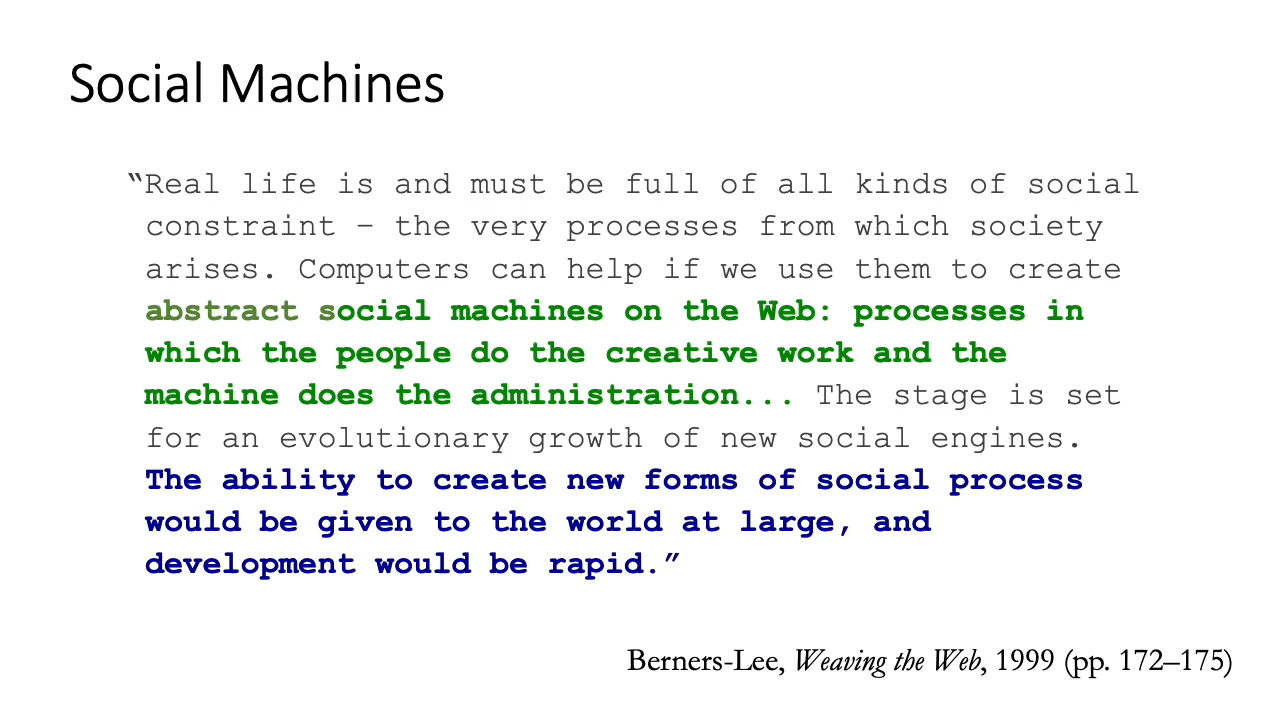 Social Machines
“Real life is and must be full of all kinds of social
constraint – the very processes from which society
arises. Computers can help if we use them to create
abstract social machines on the Web: processes in
which the people do the creative work and the
machine does the administration... The stage is set
for an evolutionary growth of new social engines.
The ability to create new forms of social process
would be given to the world at large, and
development would be rapid.”
Berners-Lee, Weaving the Web, 1999 (pp. 172–175)